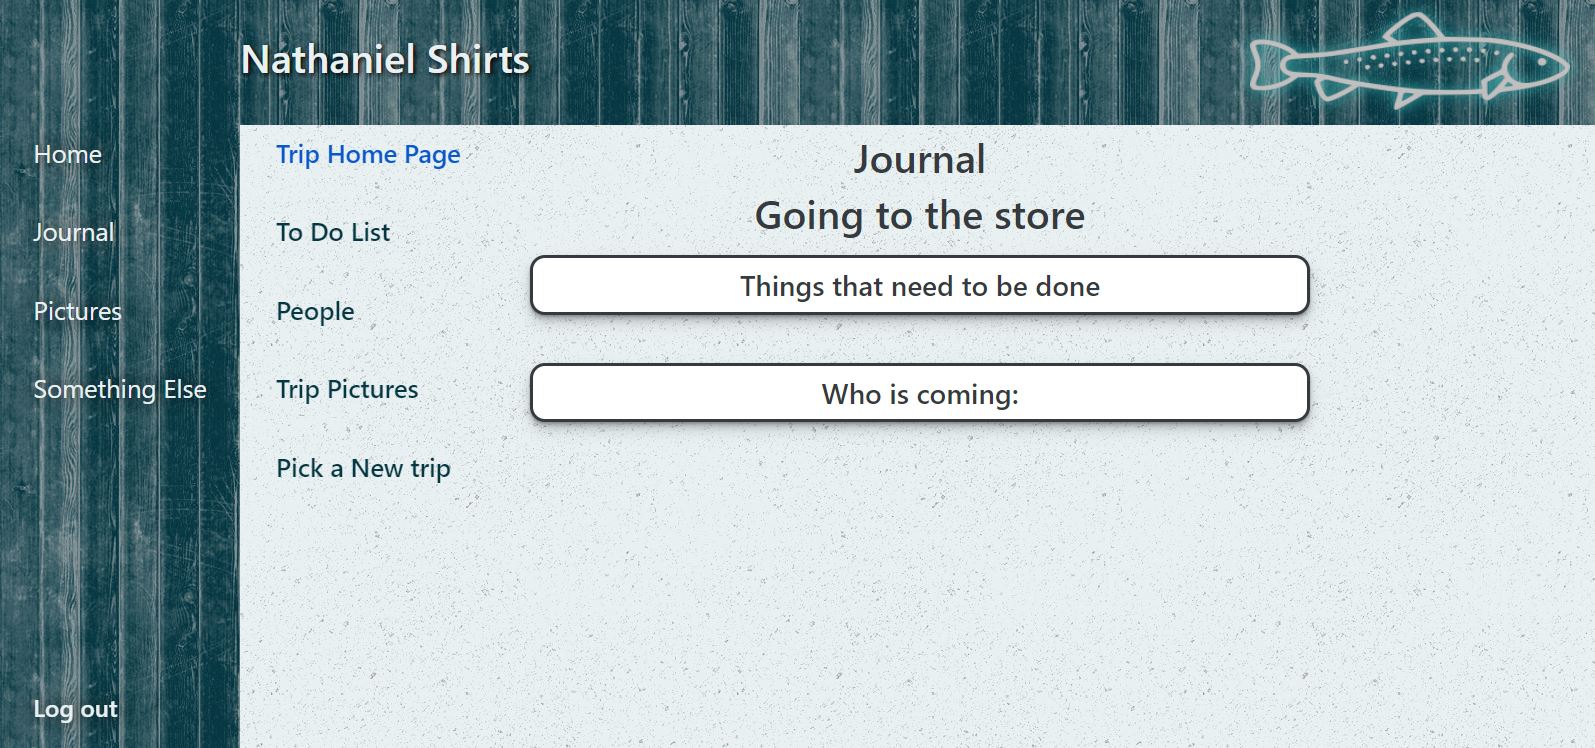 Nathaniel Shirts
Home
Journal
Pictures
Something Else
Log out
Trip Home Page
To Do List
People
Trip Pictures
Pick a New trip
Journal
Going to the store
Things that need to be done
Who is coming: